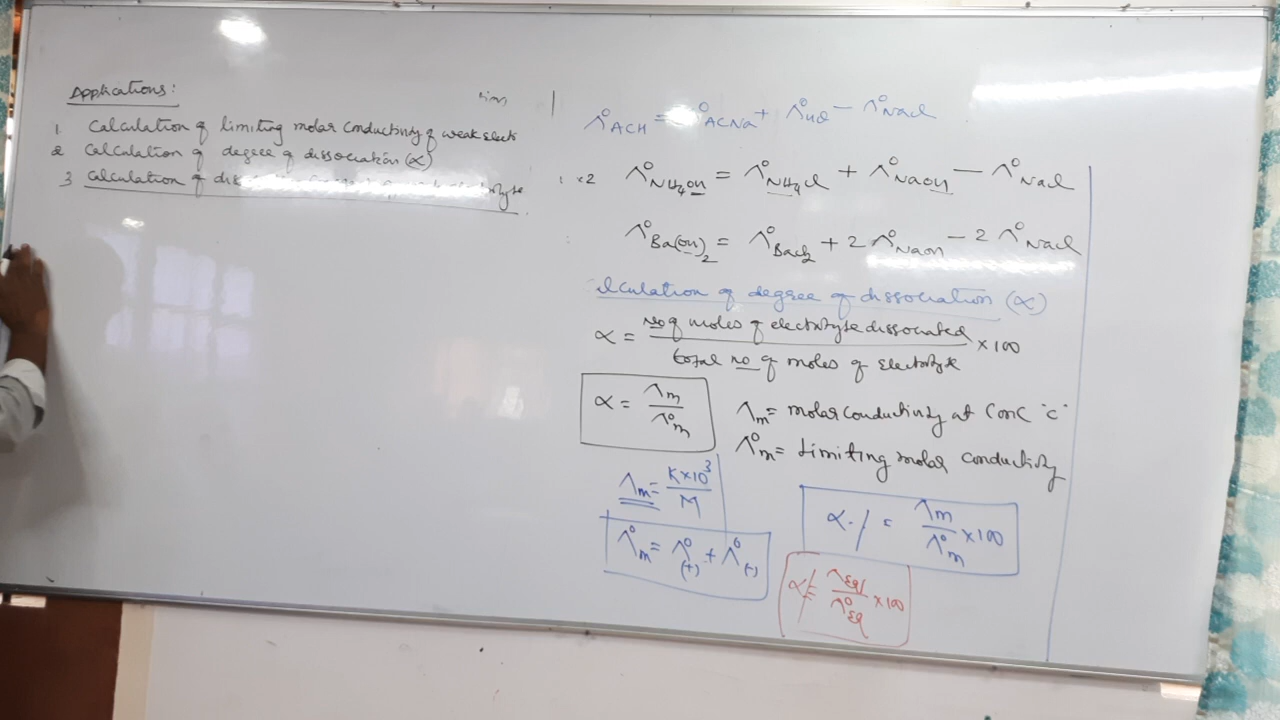 Applications:
1 Calculation of limiting molar conductivity of weak elects
2 Calculation of degree of dissociation (α)
3 Calculation of
Λ°ACH = Λ°ACNa + Λ°HCl − Λ°NaCl
Λ°NH4OH = Λ°NH4Cl + Λ°NaOH − Λ°NaCl
Λ°Ba(OH)2 = Λ°BaCl2 + 2 Λ°NaOH − 2 Λ°NaCl
lculation of degree of dissociation (α)
α = No of moles of electrolyte dissociated / total no of moles of electrolyte × 100
α = Λm / Λ°m
Λm = molar conductivity at Conc "c"
Λ°m = Limiting molar conductivity
Λm = K×10³ / M
Λ°m = Λ°(+) + Λ°(-)
α·/· = Λm / Λ°m × 100
α·/· = ΛEq / Λ°Eq × 100